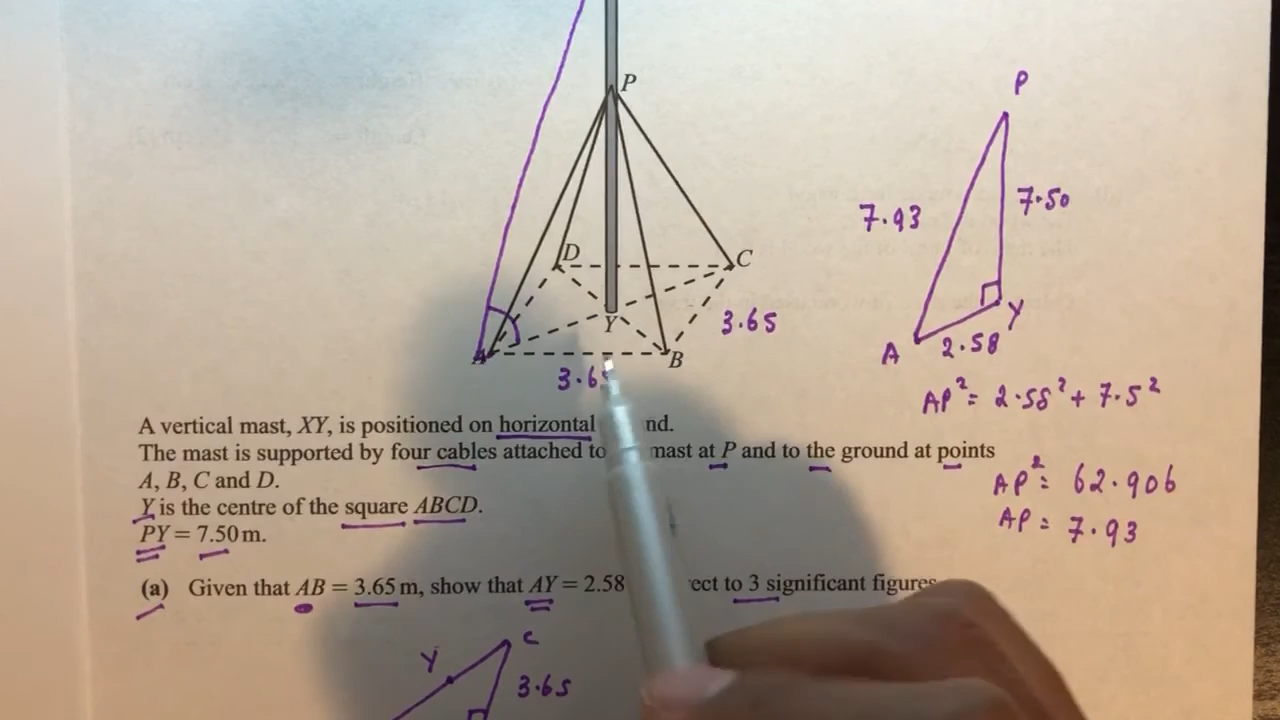 P
D
C
Y
A
B
3.65
3.6
P
7.93
7.50
Y
A
2.58
AP² = 2.58² + 7.5²
AP² = 62.906
AP = 7.93
A vertical mast, XY, is positioned on horizontal nd.
The mast is supported by four cables attached to mast at P and to the ground at points
A, B, C and D.
Y is the centre of the square ABCD.
PY = 7.50 m.
(a) Given that AB = 3.65 m, show that AY = 2.58 rect to 3 significant figures
Y
C
3.65